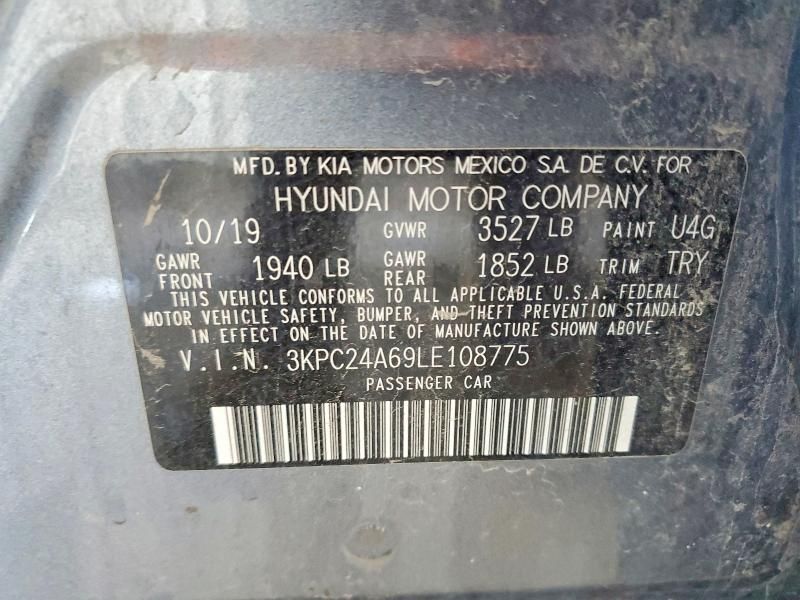 MFD. BY KIA MOTORS MEXICO S.A. DE C.V. FOR
HYUNDAI MOTOR COMPANY
10/19 GVWR 3527 LB PAINT U4G
GAWR FRONT 1940 LB GAWR REAR 1852 LB TRIM TRY
THIS VEHICLE CONFORMS TO ALL APPLICABLE U.S.A. FEDERAL
MOTOR VEHICLE SAFETY, BUMPER, AND THEFT PREVENTION STANDARDS
IN EFFECT ON THE DATE OF MANUFACTURE SHOWN ABOVE.
V.I.N. 3KPC24A69LE108775
PASSENGER CAR